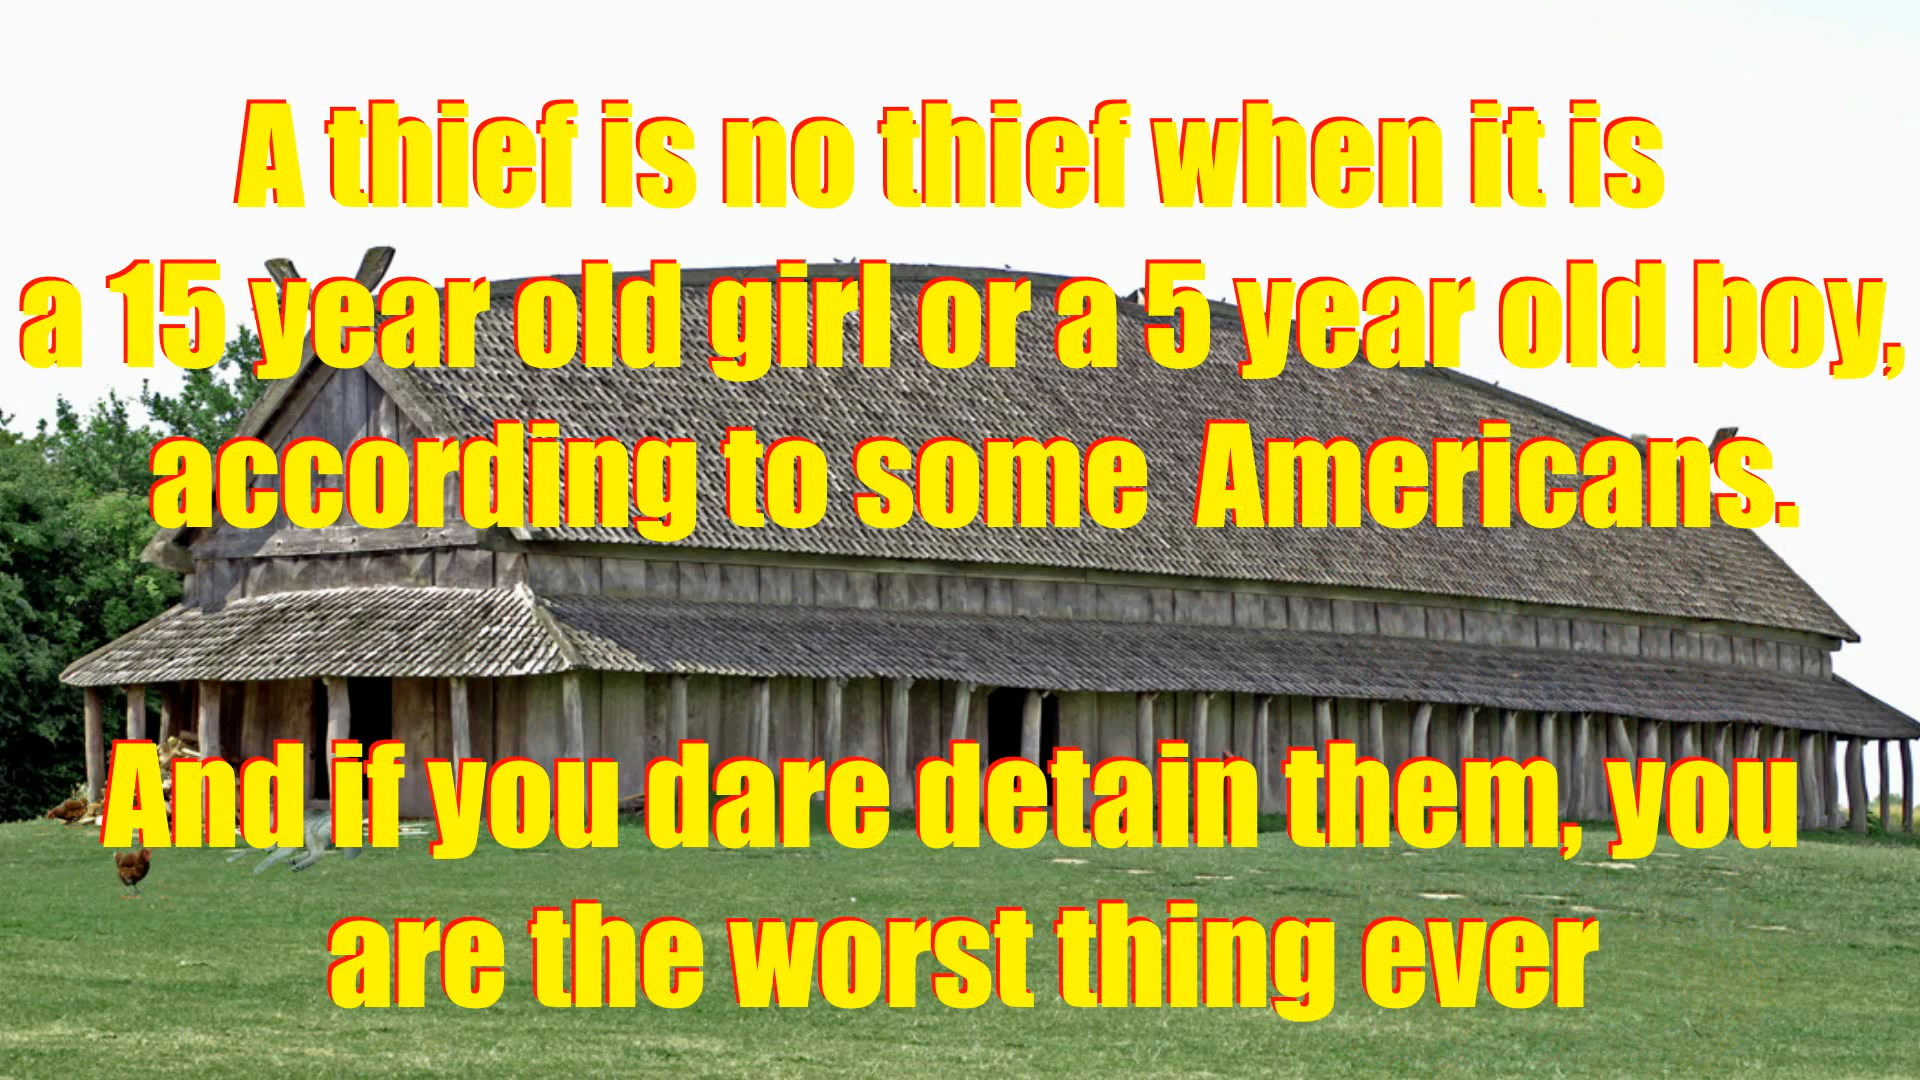 A thief is no thief when it is
a 15 year old girl or a 5 year old boy,
according to some  Americans.
And if you dare detain them, you
are the worst thing ever